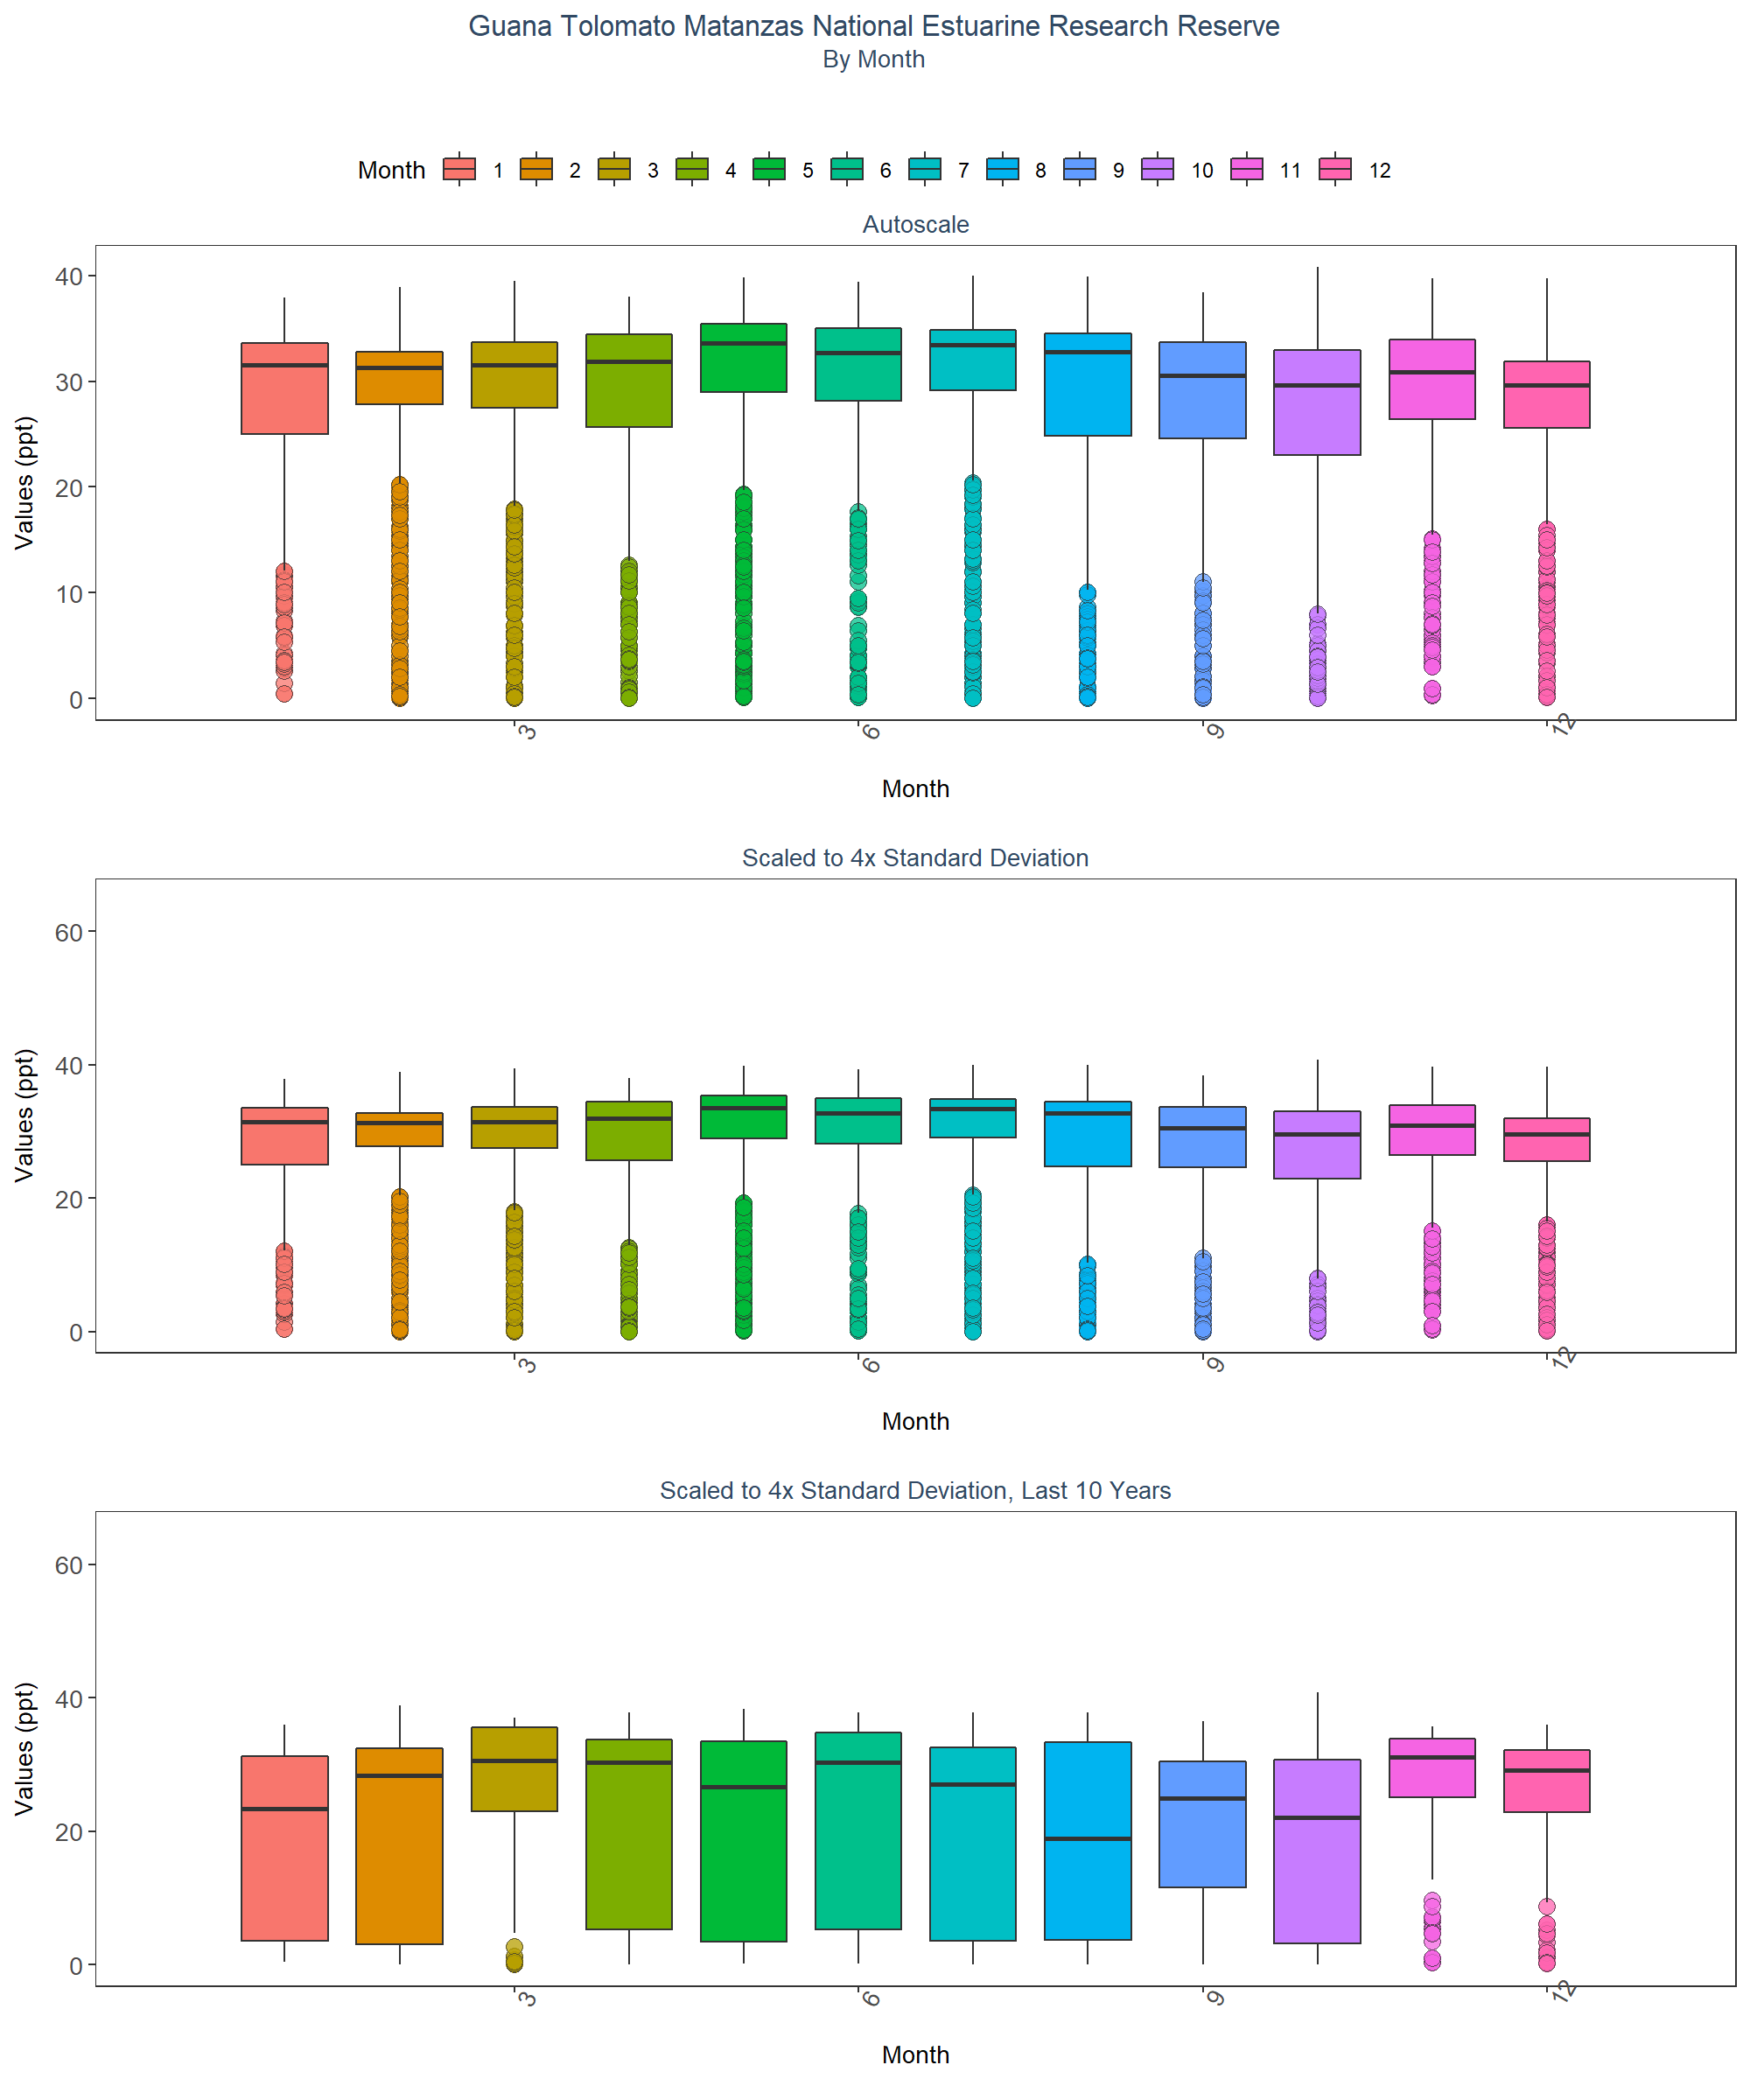 Guana Tolomato Matanzas National Estuarine Research Reserve
By Month
Month 1 2 3 4 5 6 7 8 9 10 11 12
Autoscale
Values (ppt)
40
30
20
10
0
3 6 9 12
Month
Scaled to 4x Standard Deviation
Values (ppt)
60
40
20
0
3 6 9 12
Month
Scaled to 4x Standard Deviation, Last 10 Years
Values (ppt)
60
40
20
0
3 6 9 12
Month